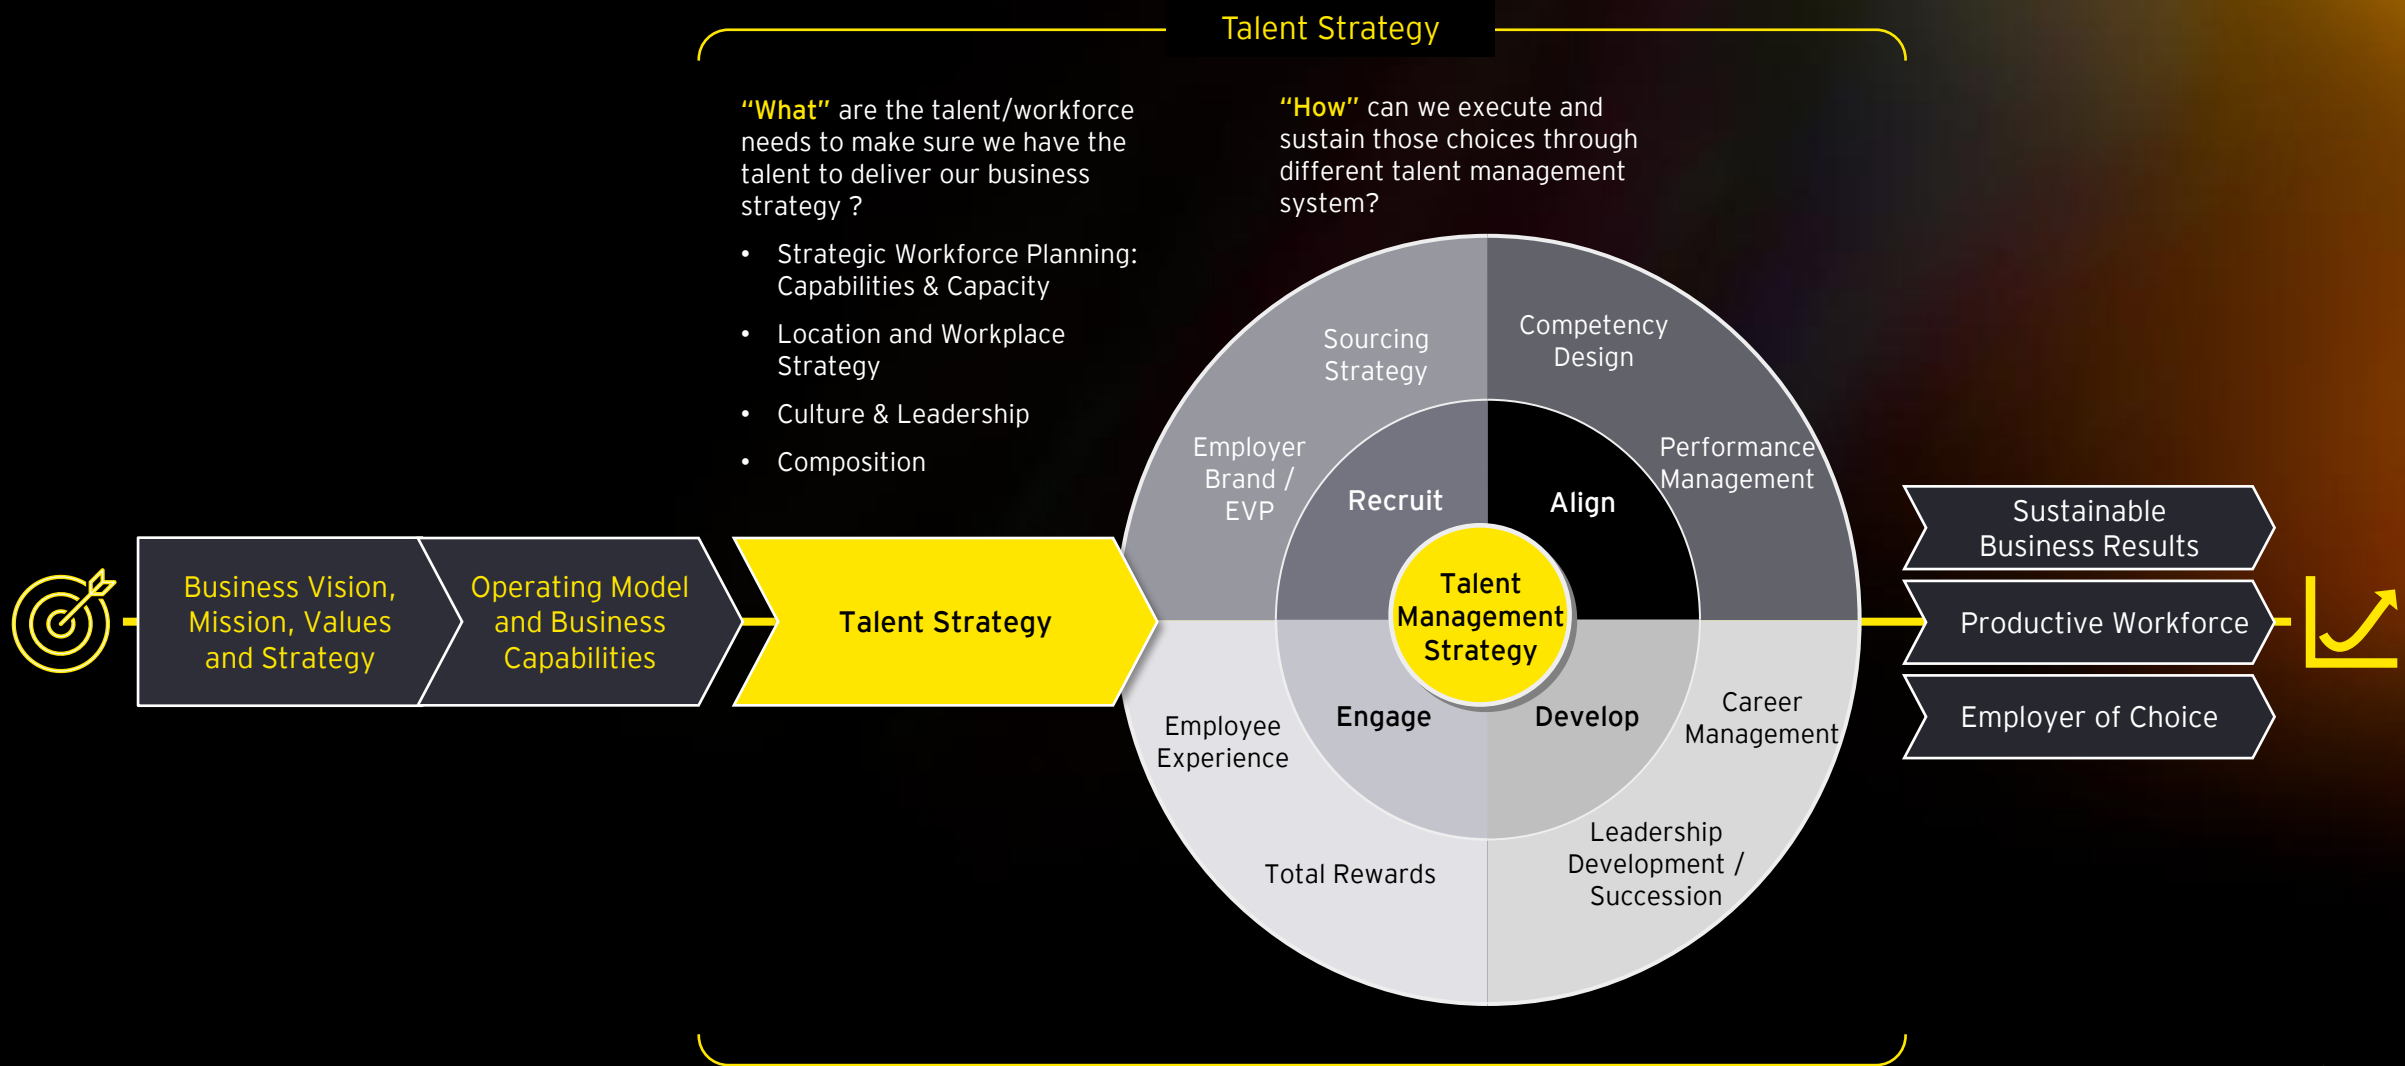 Talent Strategy
“What” are the talent/workforce
needs to make sure we have the
talent to deliver our business
strategy ?
• Strategic Workforce Planning:
Capabilities & Capacity
• Location and Workplace
Strategy
• Culture & Leadership
• Composition
“How” can we execute and
sustain those choices through
different talent management
system?
Business Vision,
Mission, Values
and Strategy
Operating Model
and Business
Capabilities
Talent Strategy
Sourcing
Strategy
Employer
Brand /
EVP
Recruit
Competency
Design
Performance
Management
Align
Talent
Management
Strategy
Engage
Employee
Experience
Total Rewards
Develop
Career
Management
Leadership
Development /
Succession
Sustainable
Business Results
Productive Workforce
Employer of Choice